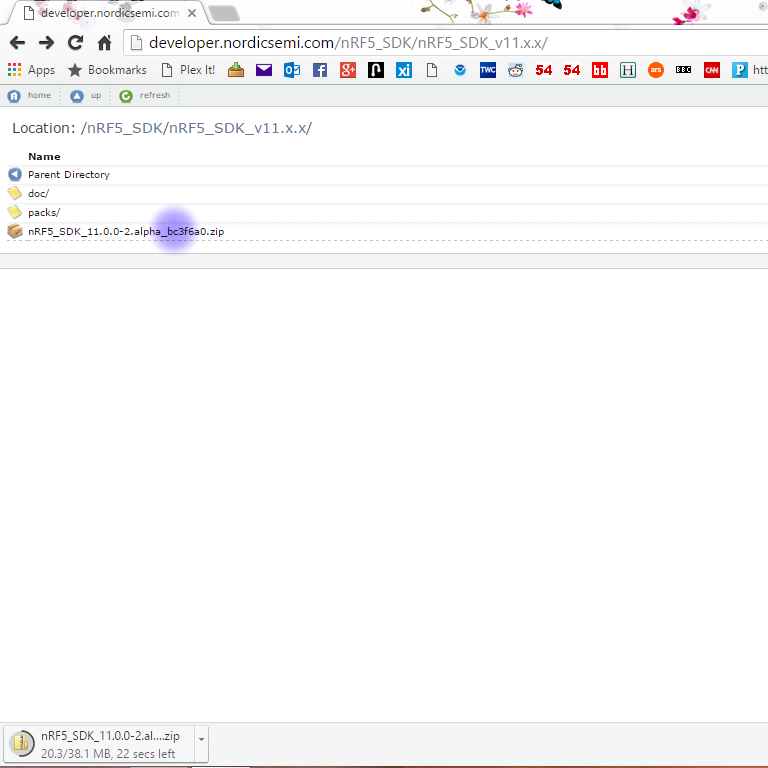 developer.nordicsemi.com
developer.nordicsemi.com/nRF5_SDK/nRF5_SDK_v11.x.x/
Apps Bookmarks Plex It! xi TWC 54 54 bb H ars BBC CNN P htt
home up refresh
Location: /nRF5_SDK/nRF5_SDK_v11.x.x/
Name
Parent Directory
doc/
packs/
nRF5_SDK_11.0.0-2.alpha_bc3f6a0.zip
nRF5_SDK_11.0.0-2.al....zip
20.3/38.1 MB, 22 secs left